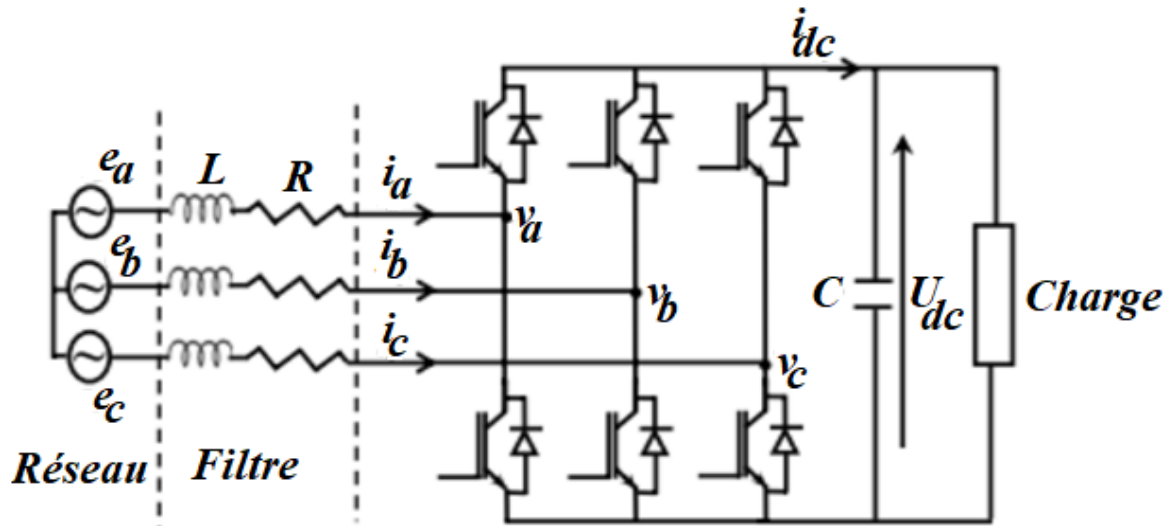 i_dc
e_a
L
R
i_a
v_a
e_b
i_b
v_b
C
U_dc
Charge
i_c
v_c
e_c
Réseau
Filtre